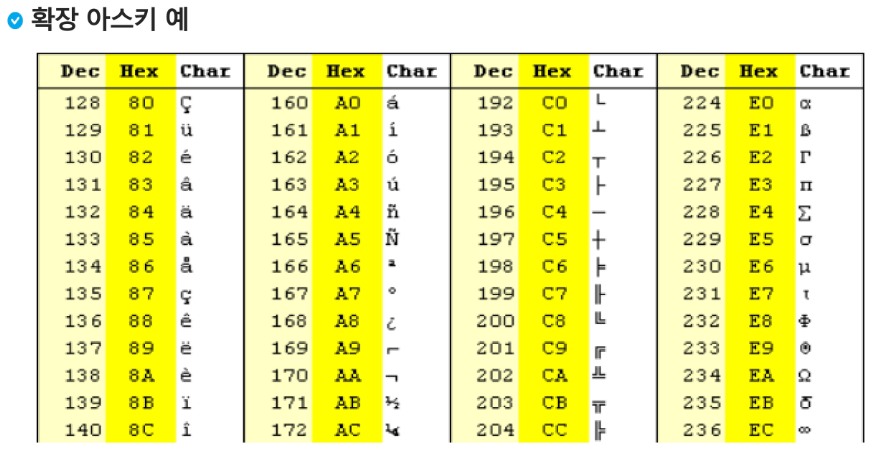 확장 아스키 예
Dec Hex Char Dec Hex Char Dec Hex Char Dec Hex Char
128 80 Ç 160 A0 á 192 C0 └ 224 E0 α
129 81 ü 161 A1 í 193 C1 ┴ 225 E1 ß
130 82 é 162 A2 ó 194 C2 ┬ 226 E2 Γ
131 83 â 163 A3 ú 195 C3 ├ 227 E3 π
132 84 ä 164 A4 ñ 196 C4 ─ 228 E4 Σ
133 85 à 165 A5 Ñ 197 C5 ┼ 229 E5 σ
134 86 å 166 A6 ª 198 C6 ╞ 230 E6 µ
135 87 ç 167 A7 º 199 C7 ╟ 231 E7 τ
136 88 ê 168 A8 ¿ 200 C8 ╚ 232 E8 Φ
137 89 ë 169 A9 ⌐ 201 C9 ╔ 233 E9 Θ
138 8A è 170 AA ¬ 202 CA ╩ 234 EA Ω
139 8B ï 171 AB ½ 203 CB ╦ 235 EB δ
140 8C î 172 AC ¼ 204 CC ╠ 236 EC ∞